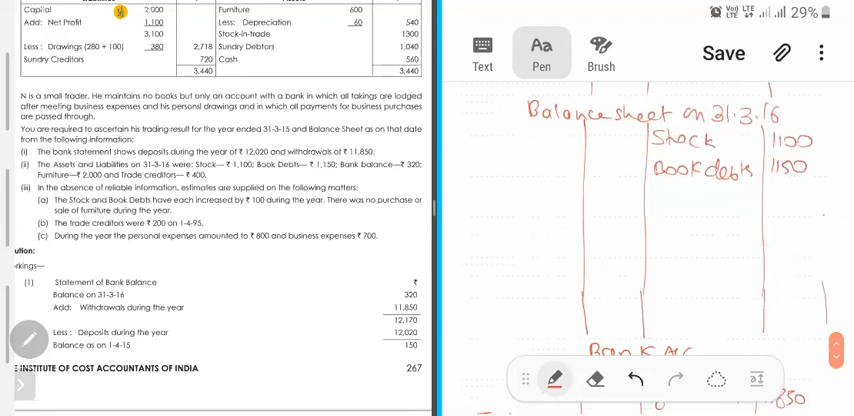 Capital 2,000 Furniture 600
Add: Net Profit 1,100 Less: Depreciation 60 540
3,100 Stock-in-trade 1300
Less : Drawings (280 + 100) 380 2,718 Sundry Debtors 1,040
Sundry Creditors 720 Cash 560
3,440 3,440
N is a small trader. He maintains no books but only an account with a bank in which all takings are lodged
after meeting business expenses and his personal drawings and in which all payments for business purchases
are passed through.
You are required to ascertain his trading result for the year ended 31-3-15 and Balance Sheet as on that date
from the following information:
(i) The bank statement shows deposits during the year of ₹ 12,020 and withdrawals of ₹ 11,850.
(ii) The Assets and Liabilities on 31-3-16 were: Stock—₹ 1,100; Book Debts—₹ 1,150; Bank balance—₹ 320;
Furniture—₹ 2,000 and Trade creditors—₹ 400.
(iii) In the absence of reliable information, estimates are supplied on the following matters:
(a) The Stock and Book Debts have each increased by ₹ 100 during the year. There was no purchase or
sale of furniture during the year.
(b) The trade creditors were ₹ 200 on 1-4-95.
(c) During the year the personal expenses amounted to ₹ 800 and business expenses ₹ 700.
ution:
rkings—
(1) Statement of Bank Balance ₹
Balance on 31-3-16 320
Add: Withdrawals during the year 11,850
12,170
Less : Deposits during the year 12,020
Balance as on 1-4-15 150
E INSTITUTE OF COST ACCOUNTANTS OF INDIA 267
Vo) LTE
LTE
29%
Text Pen Brush Save
Aa
Balance sheet on 31.3.16
Stock 1100
Book debts 1150
Bank A/C
850